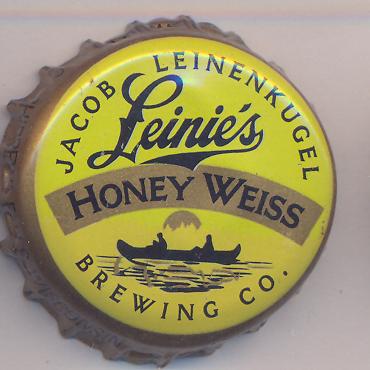 JACOB LEINENKUGEL
Leinie's
HONEY WEISS
BREWING CO.